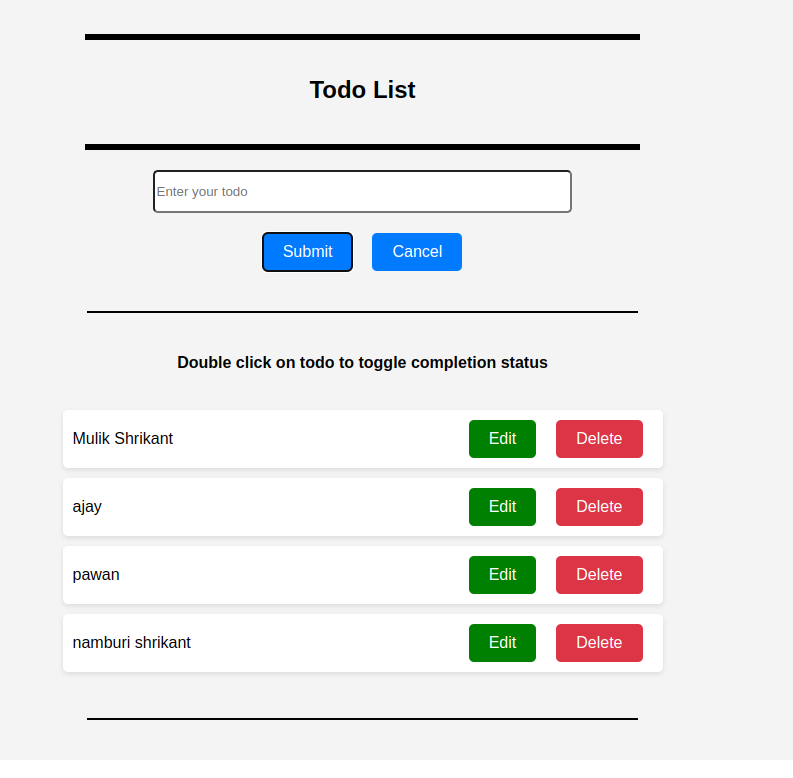 Todo List
Enter your todo
Submit Cancel
Double click on todo to toggle completion status
Mulik Shrikant Edit Delete
ajay Edit Delete
pawan Edit Delete
namburi shrikant Edit Delete